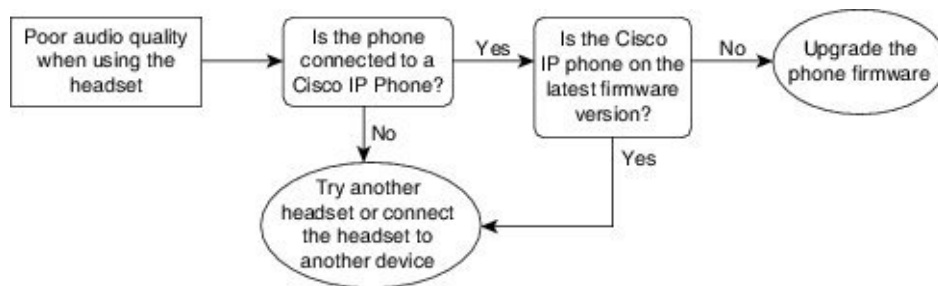 Poor audio quality
when using the
headset
Is the phone
connected to a
Cisco IP Phone?
Yes
Is the Cisco
IP phone on the
latest firmware
version?
No
Upgrade the
phone firmware
No
Yes
Try another
headset or connect
the headset to
another device